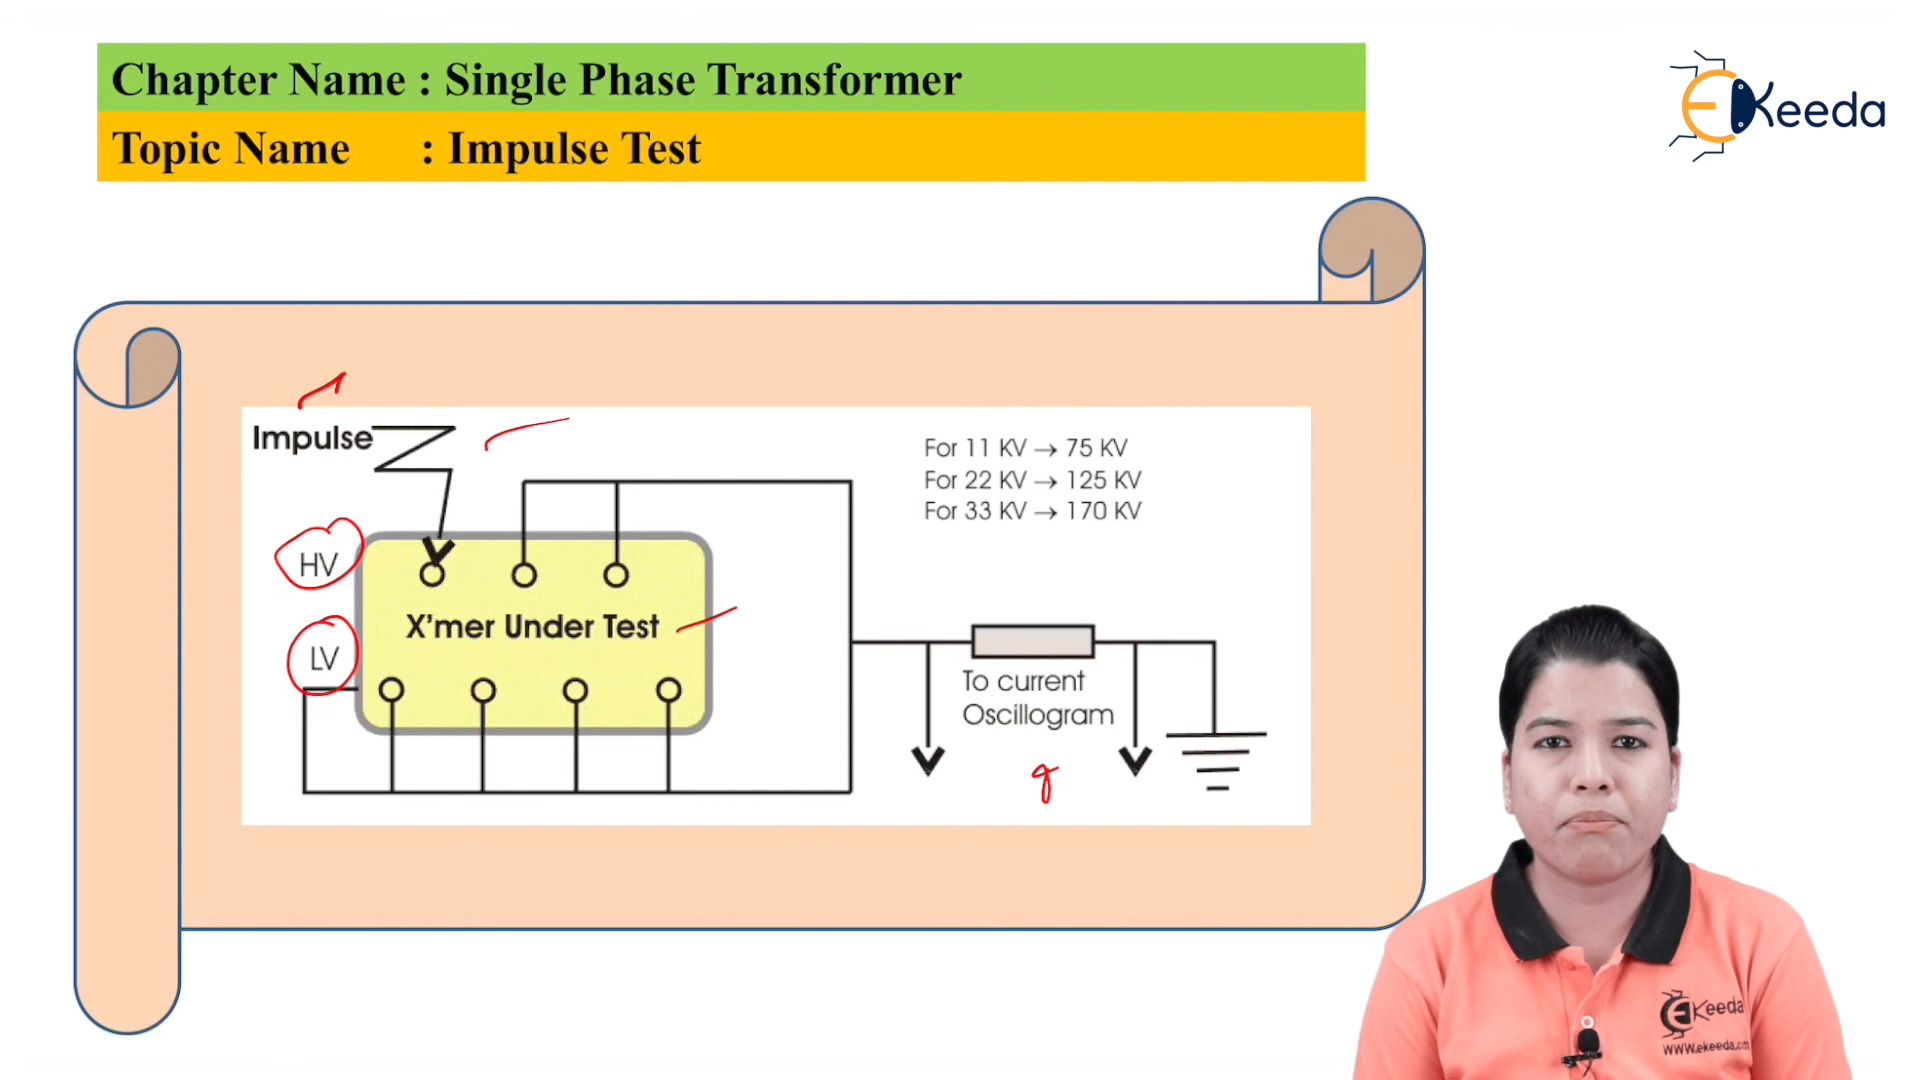 Chapter Name : Single Phase Transformer
Topic Name : Impulse Test
EKeeda
Impulse
For 11 KV → 75 KV
For 22 KV → 125 KV
For 33 KV → 170 KV
HV
X'mer Under Test
LV
To current
Oscillogram
EKeeda
www.ekeeda.com